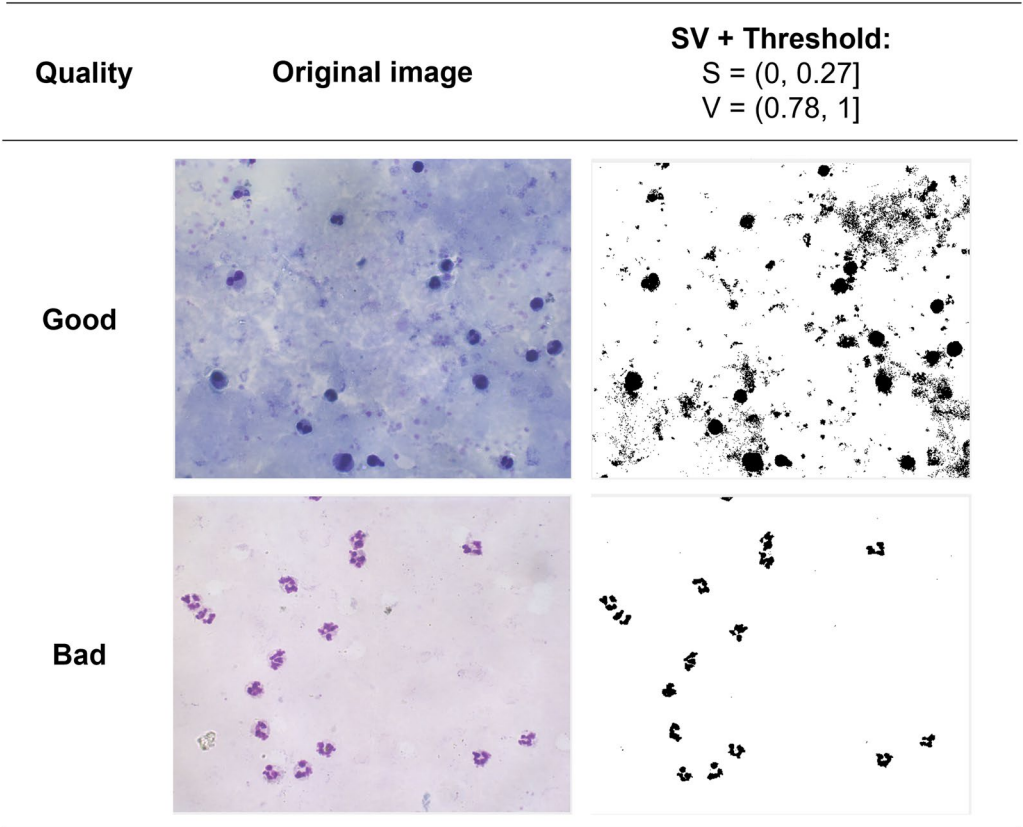 Quality
Original image
SV + Threshold:
S = (0, 0.27]
V = (0.78, 1]
Good
Bad